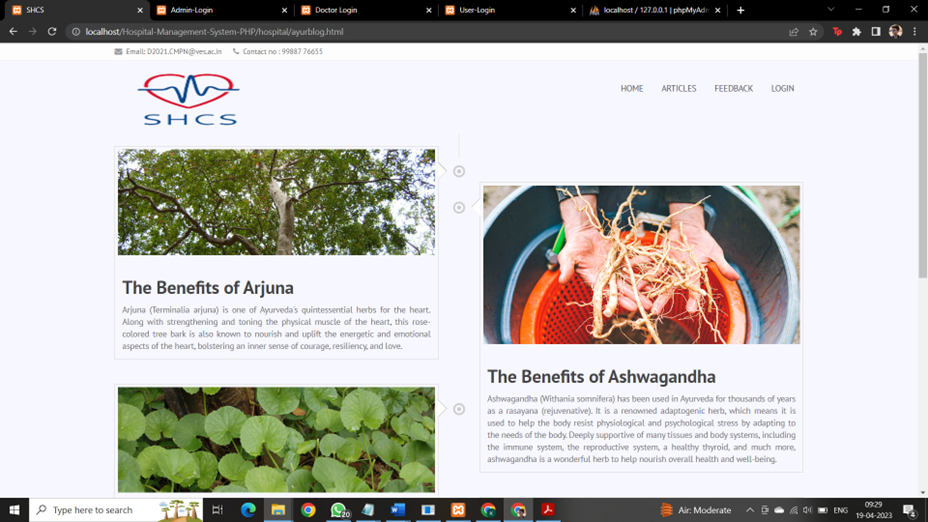 SHCS
Admin-Login
Doctor Login
User-Login
localhost / 127.0.0.1 | phpMyAdm
localhost/Hospital-Management-System-PHP/hospital/ayurblog.html
Email: D2021.CMPN@ves.ac.in Contact no : 99887 76655
SHCS
HOME ARTICLES FEEDBACK LOGIN
The Benefits of Arjuna
Arjuna (Terminalia arjuna) is one of Ayurveda's quintessential herbs for the heart.
Along with strengthening and toning the physical muscle of the heart, this rose-
colored tree bark is also known to nourish and uplift the energetic and emotional
aspects of the heart, bolstering an inner sense of courage, resiliency, and love.
The Benefits of Ashwagandha
Ashwagandha (Withania somnifera) has been used in Ayurveda for thousands of years
as a rasayana (rejuvenative). It is a renowned adaptogenic herb, which means it is
used to help the body resist physiological and psychological stress by adapting to
the needs of the body. Deeply supportive of many tissues and body systems, including
the immune system, the reproductive system, a healthy thyroid, and much more,
ashwagandha is a wonderful herb to help nourish overall health and well-being.
Type here to search
20
Air: Moderate
ENG
09:29
19-04-2023
4